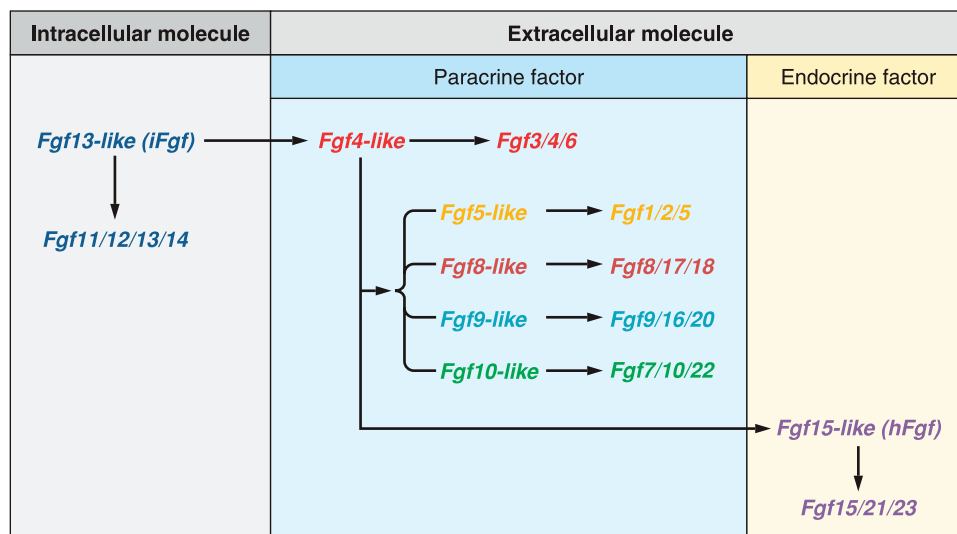 Intracellular molecule
Extracellular molecule
Paracrine factor
Endocrine factor
Fgf13-like (iFgf)
Fgf4-like
Fgf3/4/6
Fgf11/12/13/14
Fgf5-like
Fgf1/2/5
Fgf8-like
Fgf8/17/18
Fgf9-like
Fgf9/16/20
Fgf10-like
Fgf7/10/22
Fgf15-like (hFgf)
Fgf15/21/23